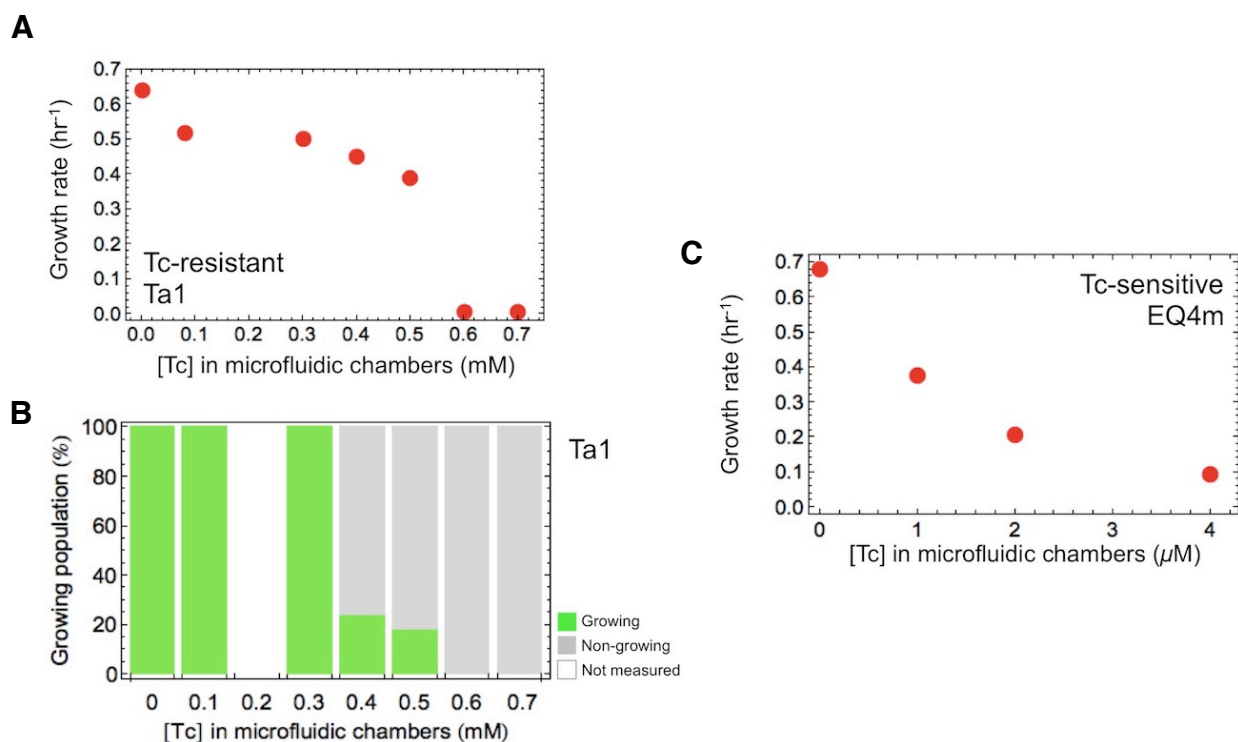 A
0.7
0.6
0.5
0.4
0.3
0.2
0.1
0.0
Growth rate (hr-1)
Tc-resistant
Ta1
0.0 0.1 0.2 0.3 0.4 0.5 0.6 0.7
[Tc] in microfluidic chambers (mM)
B
100
80
60
40
20
0
Growing population (%)
Ta1
Growing
Non-growing
Not measured
0 0.1 0.2 0.3 0.4 0.5 0.6 0.7
[Tc] in microfluidic chambers (mM)
C
0.7
0.6
0.5
0.4
0.3
0.2
0.1
0.0
Growth rate (hr-1)
Tc-sensitive
EQ4m
0 1 2 3 4
[Tc] in microfluidic chambers (μM)